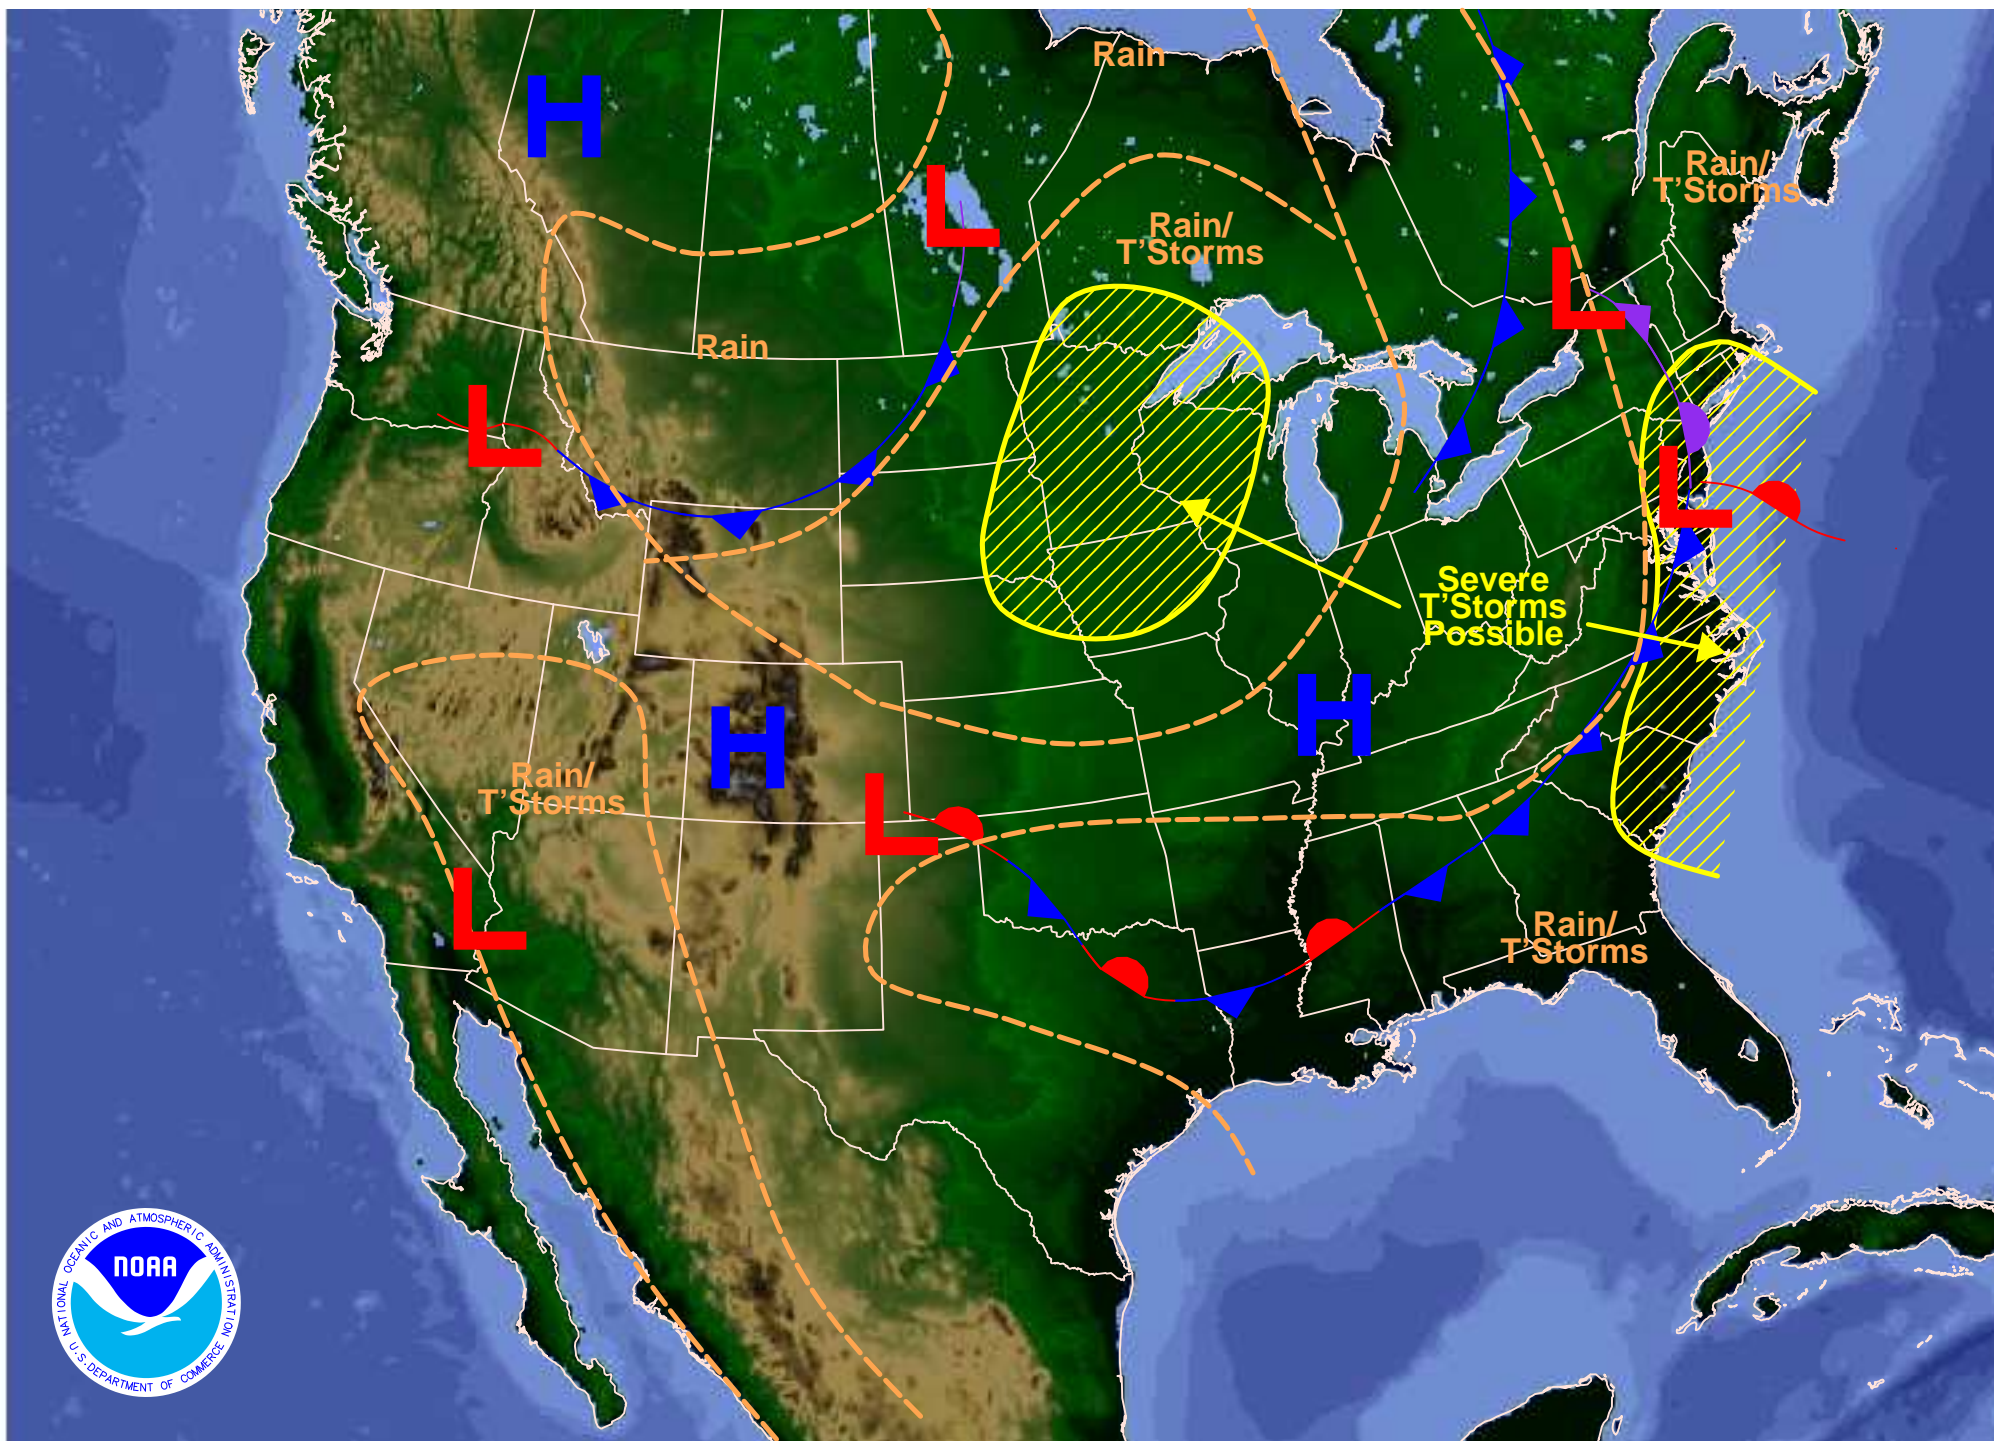 Rain
H
Rain/
T'Storms
L
Rain/
T'Storms
L
Rain
L
L
Severe
T'Storms
Possible
H
H
Rain/
T'Storms
L
L
Rain/
T'Storms
NATIONAL OCEANIC AND ATMOSPHERIC ADMINISTRATION
NOAA
U.S. DEPARTMENT OF COMMERCE